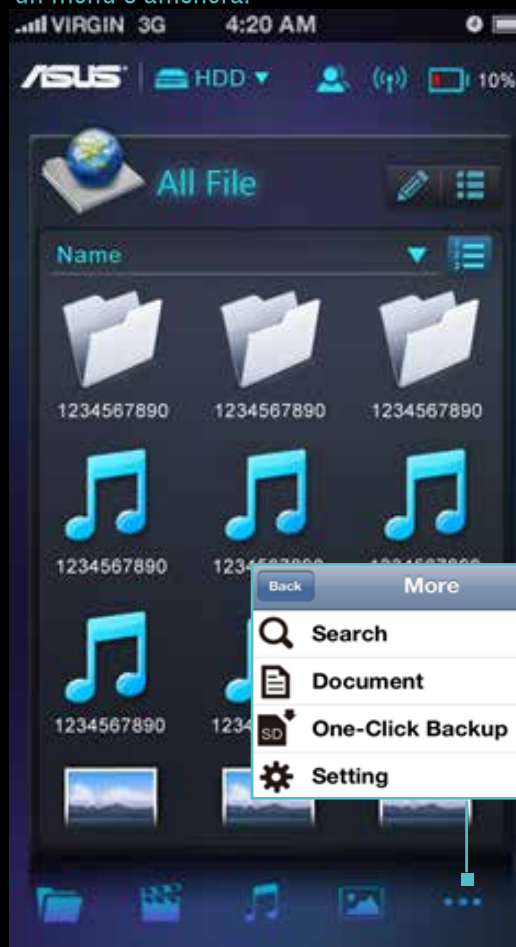 VIRGIN 3G 4:20 AM
ASUS HDD 10%
All File
Name
1234567890 1234567890 1234567890
1234567890
Back More
Search
Document
1234567890
SD One-Click Backup
Setting